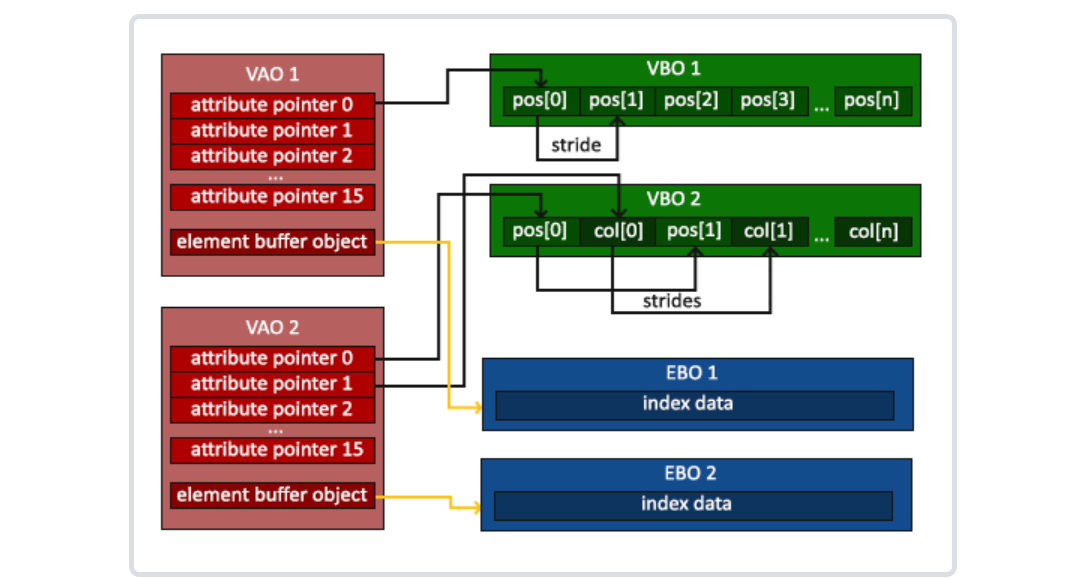 VAO 1
attribute pointer 0
attribute pointer 1
attribute pointer 2
...
attribute pointer 15
element buffer object
VBO 1
pos[0] pos[1] pos[2] pos[3] ... pos[n]
stride
VBO 2
pos[0] col[0] pos[1] col[1] ... col[n]
strides
VAO 2
attribute pointer 0
attribute pointer 1
attribute pointer 2
...
attribute pointer 15
element buffer object
EBO 1
index data
EBO 2
index data